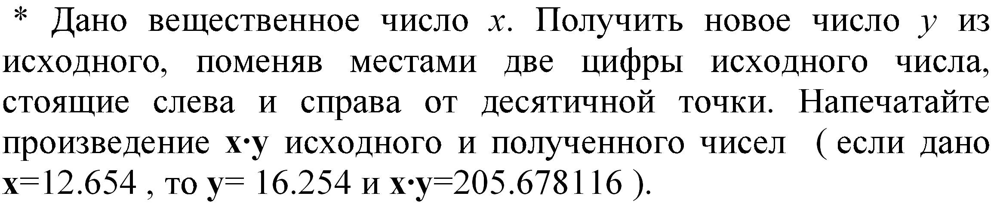 * Дано вещественное число x. Получить новое число y из
исходного, поменяв местами две цифры исходного числа,
стоящие слева и справа от десятичной точки. Напечатайте
произведение x·y исходного и полученного чисел ( если дано
x=12.654 , то y= 16.254 и x·y=205.678116 ).